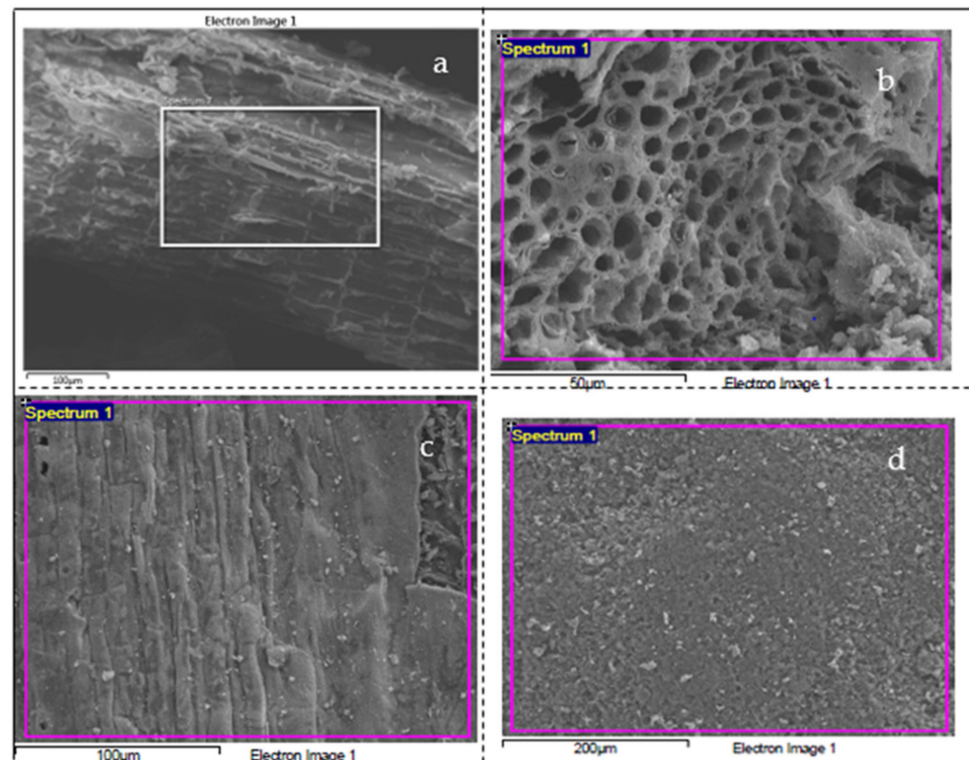 Electron Image 1
a
100µm
Spectrum 1
b
50µm Electron Image 1
Spectrum 1
c
100µm Electron Image 1
Spectrum 1
d
200µm Electron Image 1